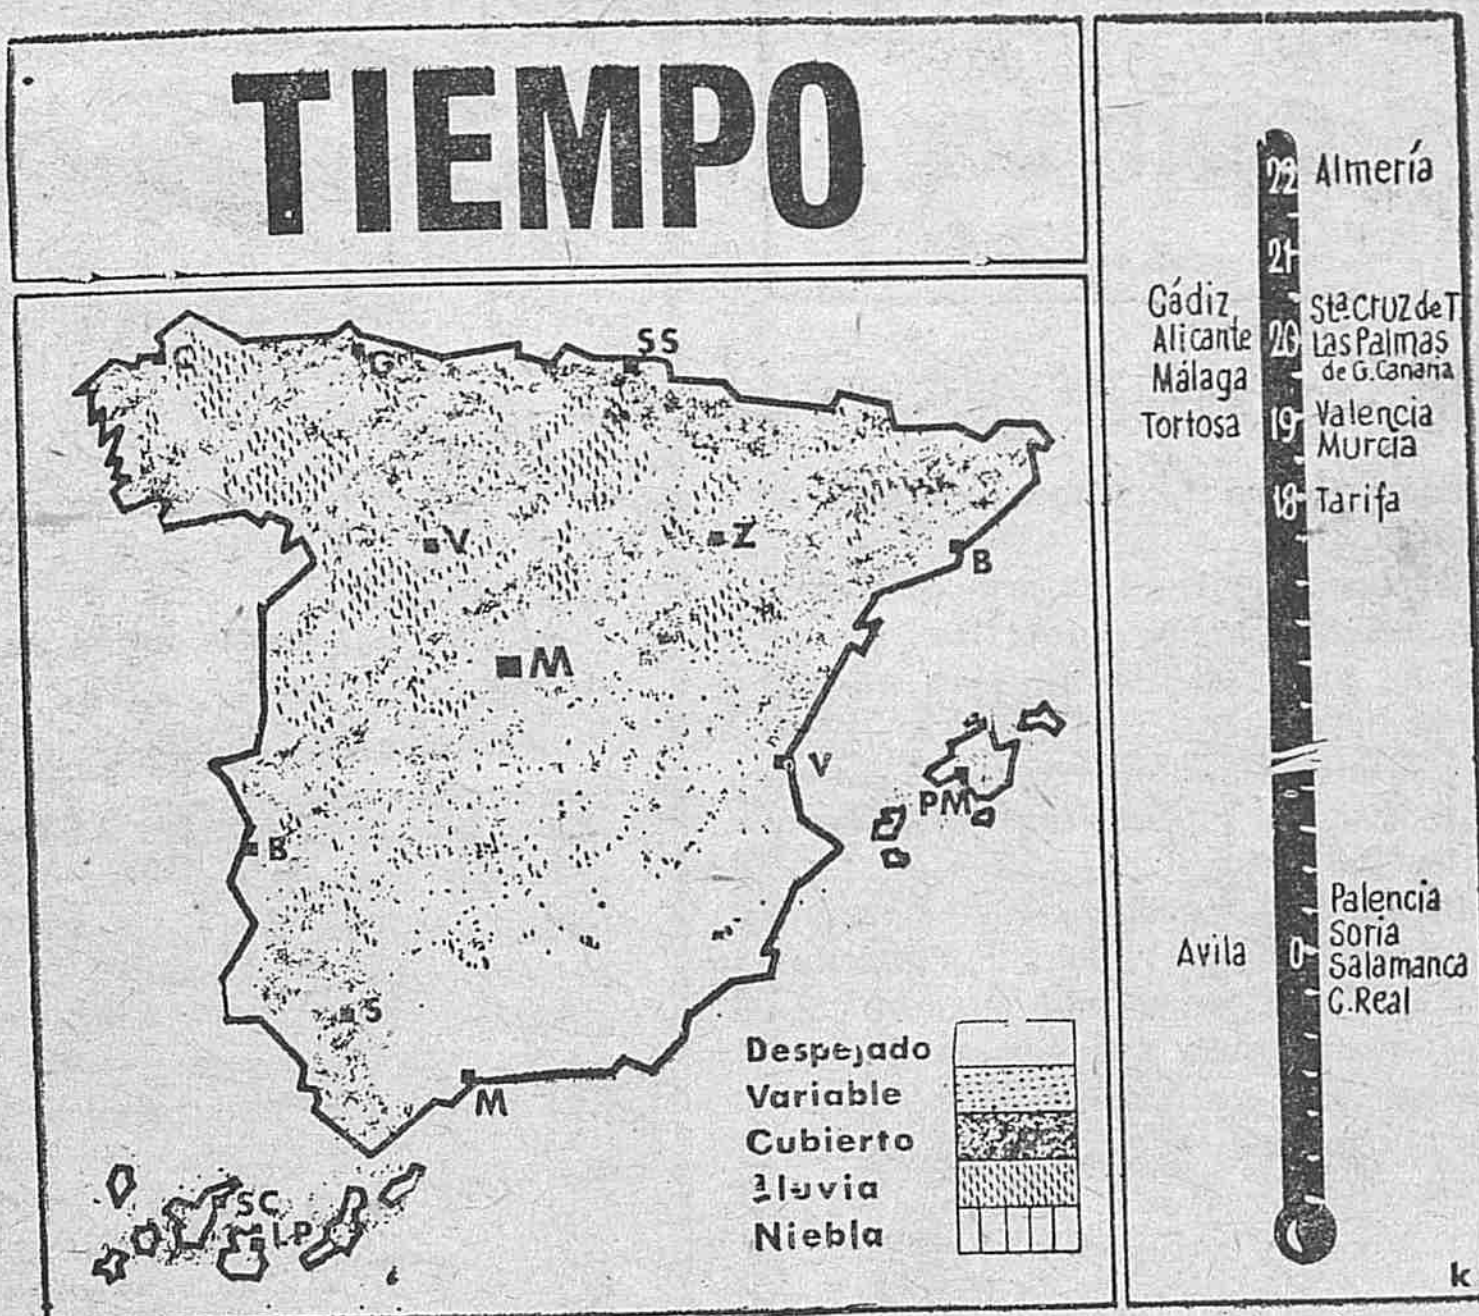 TIEMPO
C
G
SS
V
Z
B
M
V
PM
B
S
M
SC
LP
Despejado
Variable
Cubierto
Lluvia
Niebla
22 Almería
21
Cádiz
Alicante
Málaga
20
Sta Cruz de T
Las Palmas
de G. Canaria
Tortosa 19 Valencia
Murcia
18 Tarifa
Avila 0
Palencia
Soria
Salamanca
C. Real
k